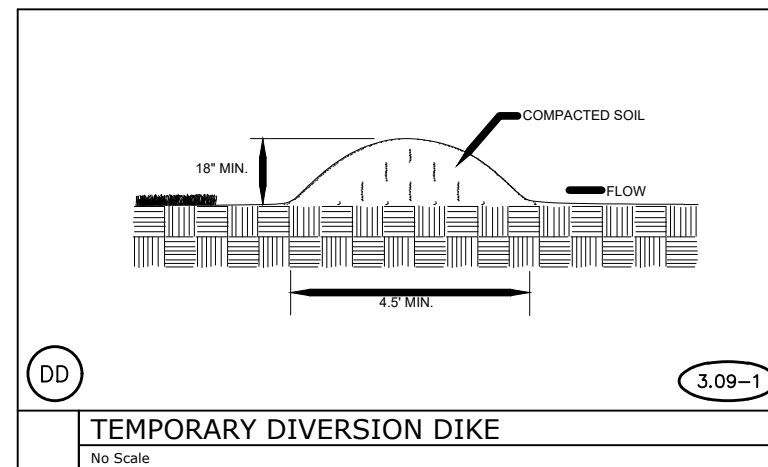 COMPACTED SOIL
18" MIN.
FLOW
4.5' MIN.
DD
3.09-1
TEMPORARY DIVERSION DIKE
No Scale